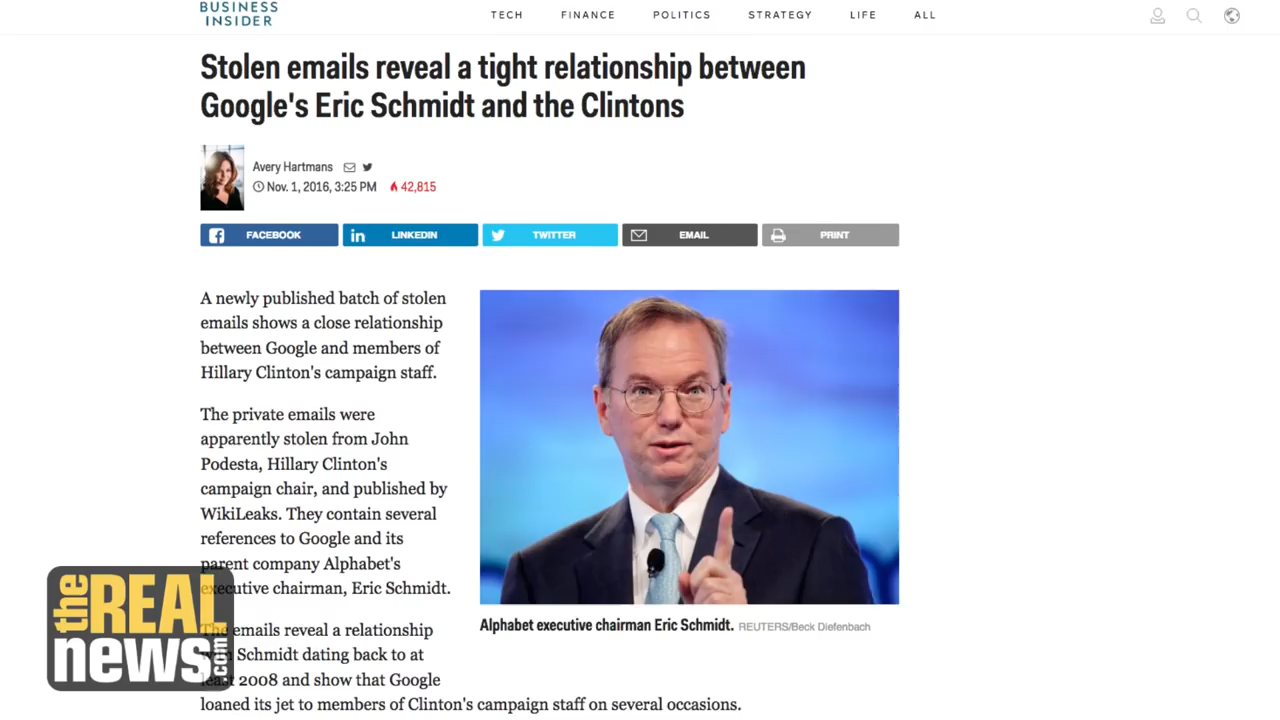 BUSINESS
INSIDER
TECH FINANCE POLITICS STRATEGY LIFE ALL
Stolen emails reveal a tight relationship between
Google's Eric Schmidt and the Clintons
Avery Hartmans
Nov. 1, 2016, 3:25 PM 42,815
FACEBOOK LINKEDIN TWITTER EMAIL PRINT
A newly published batch of stolen
emails shows a close relationship
between Google and members of
Hillary Clinton's campaign staff.
The private emails were
apparently stolen from John
Podesta, Hillary Clinton's
campaign chair, and published by
WikiLeaks. They contain several
references to Google and its
parent company Alphabet's
executive chairman, Eric Schmidt.
The emails reveal a relationship
with Schmidt dating back to at
least 2008 and show that Google
loaned its jet to members of Clinton's campaign staff on several occasions.
Alphabet executive chairman Eric Schmidt. REUTERS/Beck Diefenbach
the REAL
news.com